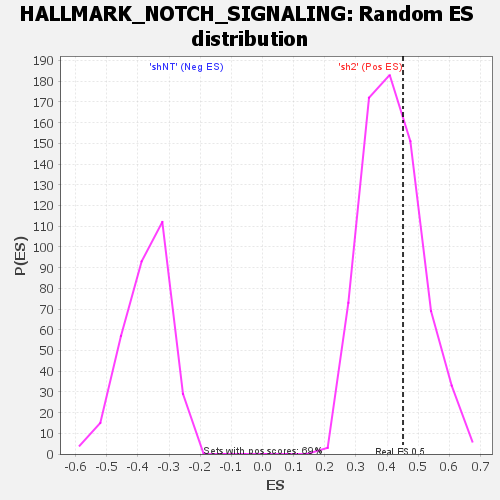 HALLMARK_NOTCH_SIGNALING: Random ES
distribution
'shNT' (Neg ES)
'sh2' (Pos ES)
190
180
170
160
150
140
130
120
110
100
90
80
70
60
50
40
30
20
10
0
P(ES)
Sets with pos scores: 69%
Real ES 0.5
-0.6 -0.5 -0.4 -0.3 -0.2 -0.1 0.0 0.1 0.2 0.3 0.4 0.5 0.6 0.7
ES